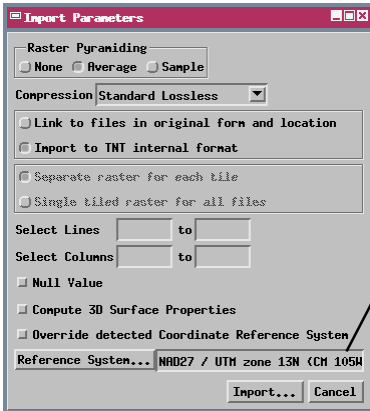 Import Parameters
Raster Pyramiding
None Average Sample
Compression Standard Lossless
Link to files in original form and location
Import to TNT internal format
Separate raster for each tile
Single tiled raster for all files
Select Lines to
Select Columns to
Null Value
Compute 3D Surface Properties
Override detected Coordinate Reference System
Reference System... NAD27 / UTM zone 13N (CM 105W
Import... Cancel